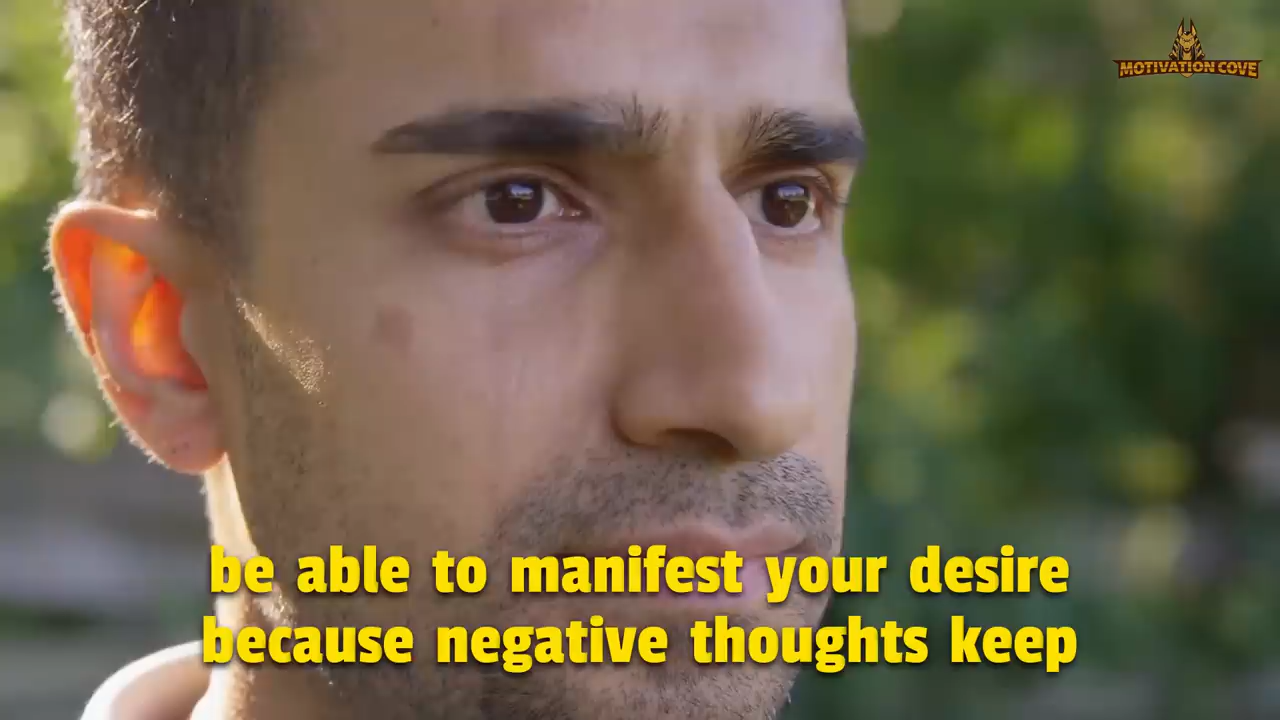 MOTIVATION COVE
be able to manifest your desire
because negative thoughts keep